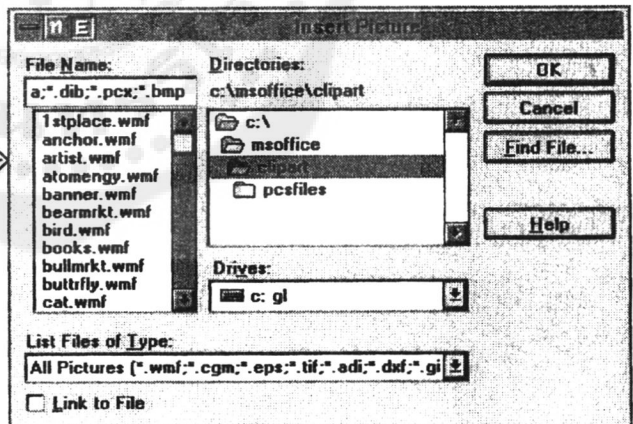 n E Insert Picture
File Name:
a;*.dib;*.pcx;*.bmp
1stplace.wmf
anchor.wmf
artist.wmf
atomengy.wmf
banner.wmf
bearmrkt.wmf
bird.wmf
books.wmf
bullmrkt.wmf
buttrfly.wmf
cat.wmf
Directories:
c:\msoffice\clipart
c:\
msoffice
clipart
pcsfiles
Drives:
c: gl
List Files of Type:
All Pictures (*.wmf;*.cgm;*.eps;*.tif;*.adi;*.dxf;*.gi
Link to File
OK
Cancel
Find File...
Help